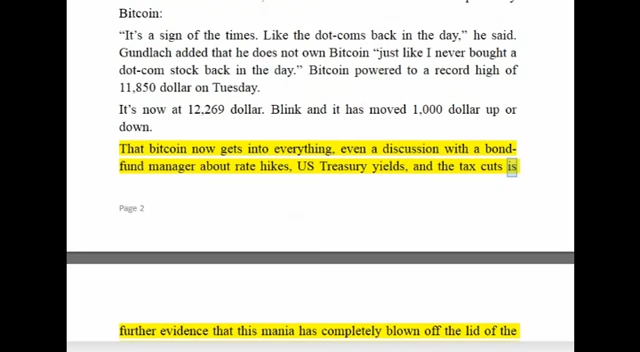 Bitcoin:
“It’s a sign of the times. Like the dot-coms back in the day,” he said.
Gundlach added that he does not own Bitcoin “just like I never bought a
dot-com stock back in the day.” Bitcoin powered to a record high of
11,850 dollar on Tuesday.
It’s now at 12,269 dollar. Blink and it has moved 1,000 dollar up or
down.
That bitcoin now gets into everything, even a discussion with a bond-
fund manager about rate hikes, US Treasury yields, and the tax cuts is
Page 2
further evidence that this mania has completely blown off the lid of the